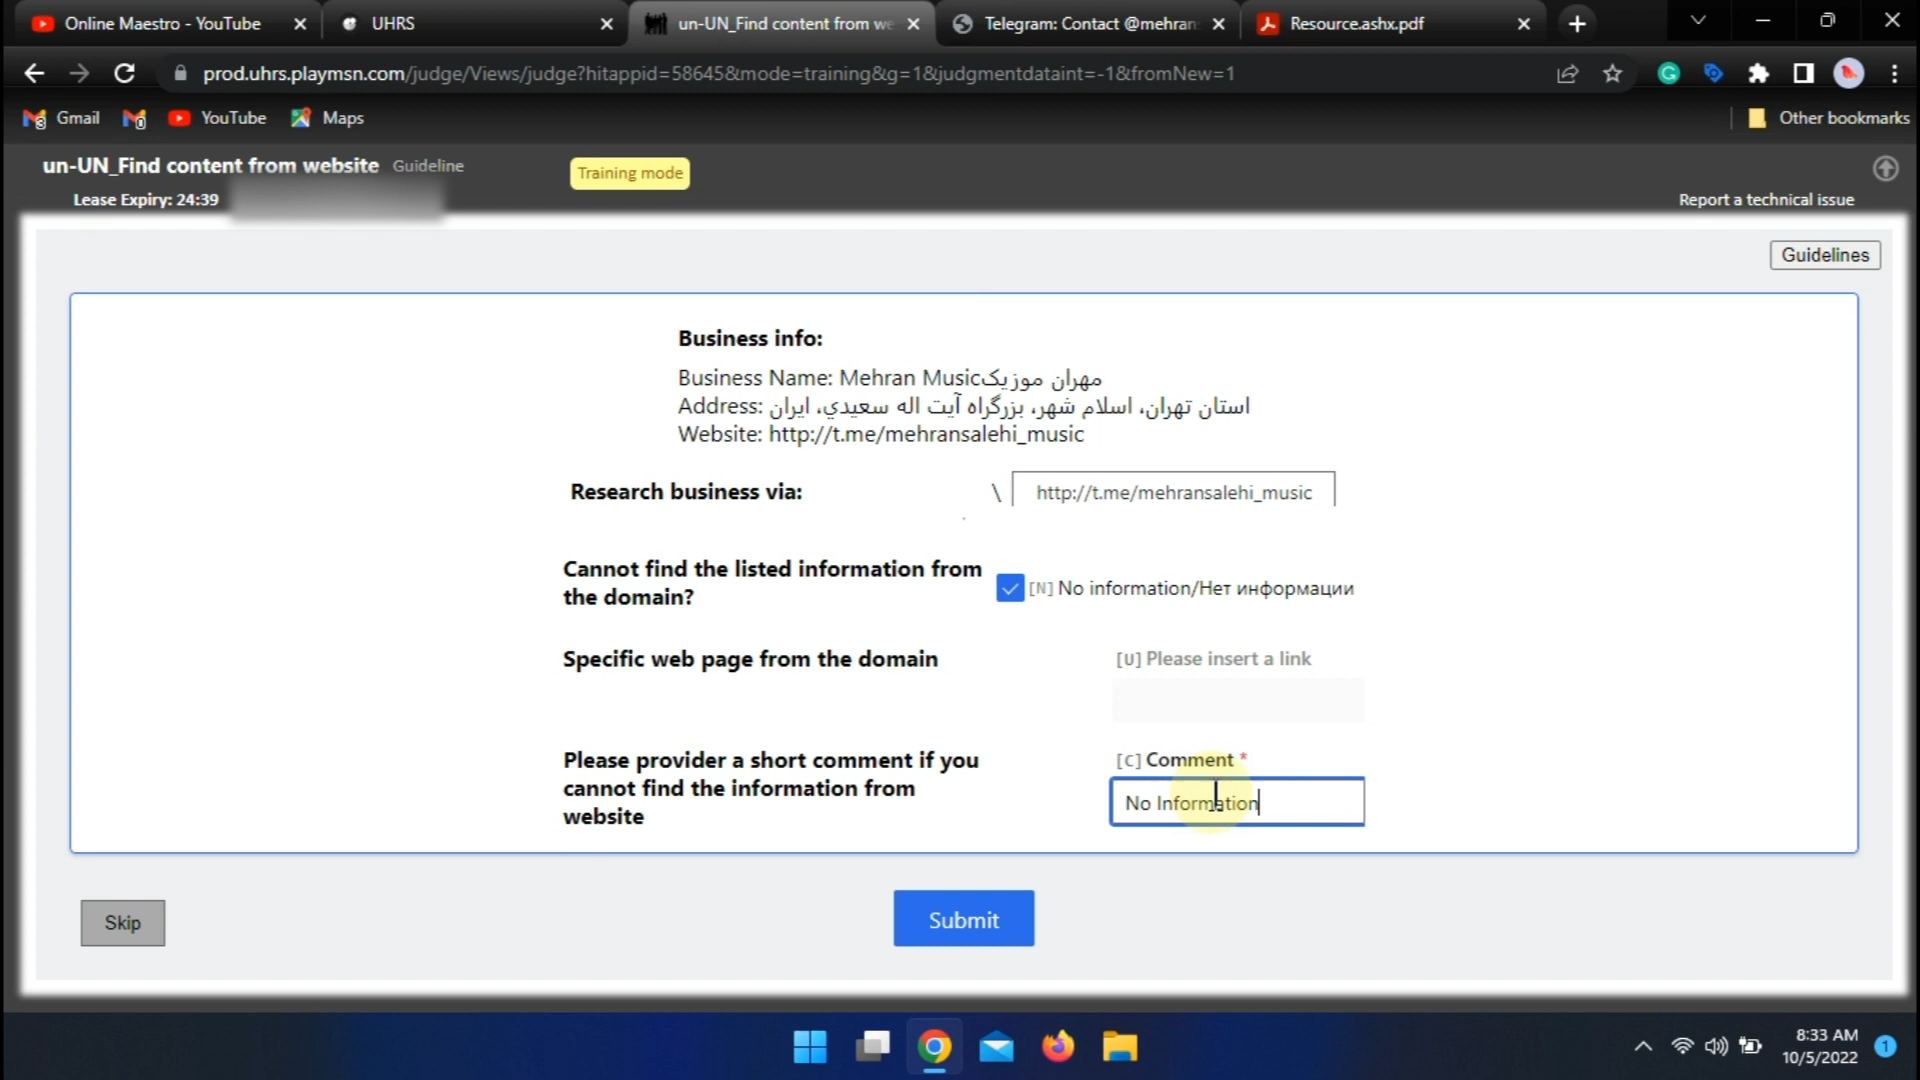 Online Maestro - YouTube
UHRS
un-UN_Find content from we
Telegram: Contact @mehran
Resource.ashx.pdf
prod.uhrs.playmsn.com/judge/Views/judge?hitappid=58645&mode=training&g=1&judgmentdataint=-1&fromNew=1
Gmail
YouTube
Maps
Other bookmarks
un-UN_Find content from website Guideline
Training mode
Lease Expiry: 24:39
Report a technical issue
Guidelines
Business info:
Business Name: Mehran Musicمهران موزیک
Address: استان تهران، اسلام شهر، بزرگراه آیت اله سعیدي، ایران
Website: http://t.me/mehransalehi_music
Research business via:
\ http://t.me/mehransalehi_music
Cannot find the listed information from
the domain?
[N] No information/Нет информации
Specific web page from the domain
[U] Please insert a link
Please provider a short comment if you
cannot find the information from
website
[C] Comment *
No Information
Skip
Submit
8:33 AM
10/5/2022
1